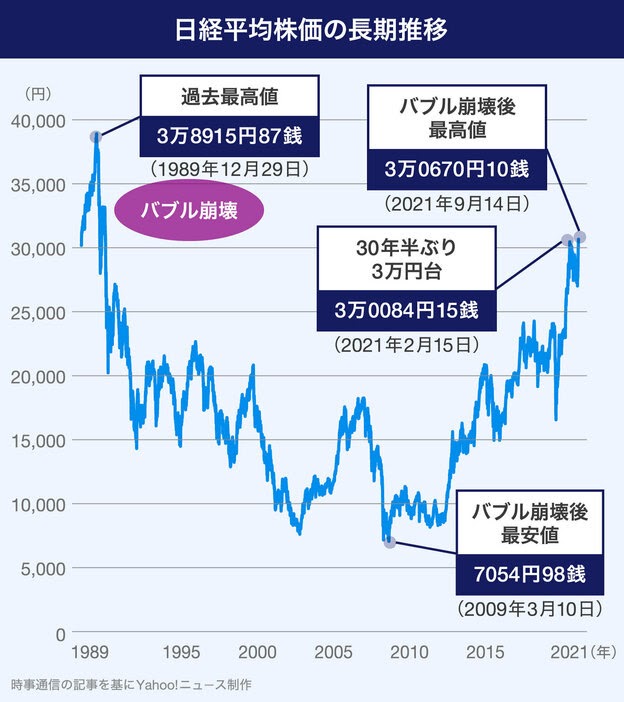 日経平均株価の長期推移
（円）
40,000
35,000
30,000
25,000
20,000
15,000
10,000
5,000
0
過去最高値
3万8915円87銭
（1989年12月29日）
バブル崩壊
バブル崩壊後
最高値
3万0670円10銭
（2021年9月14日）
30年半ぶり
3万円台
3万0084円15銭
（2021年2月15日）
バブル崩壊後
最安値
7054円98銭
（2009年3月10日）
1989 1995 2000 2005 2010 2015 2021（年）
時事通信の記事を基にYahoo!ニュース制作